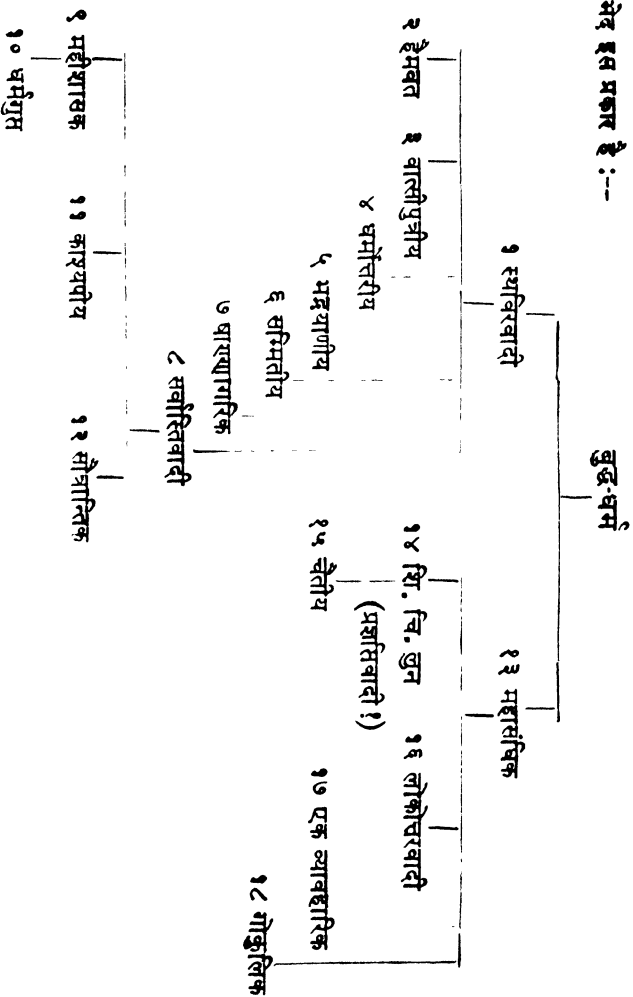 भेद इस प्रकार है :--
बुद्ध-धर्म
१ स्थविरवादी
१३ महासंघिक
२ हैमवत
३ वात्सीपुत्रीय
४ धर्मोत्तरीय
५ भद्रयाणीय
६ सम्मितीय
७ षाण्णागारिक
८ सर्वास्तिवादी
९ महीशासक
१० धर्मगुप्त
११ काश्यपीय
१२ सौत्रान्तिक
१४ शि. चि. लुन
(प्रज्ञप्तिवादी!)
१५ चैतीय
१६ लोकोत्तरवादी
१७ एक व्यावहारिक
१८ गोकुलिक